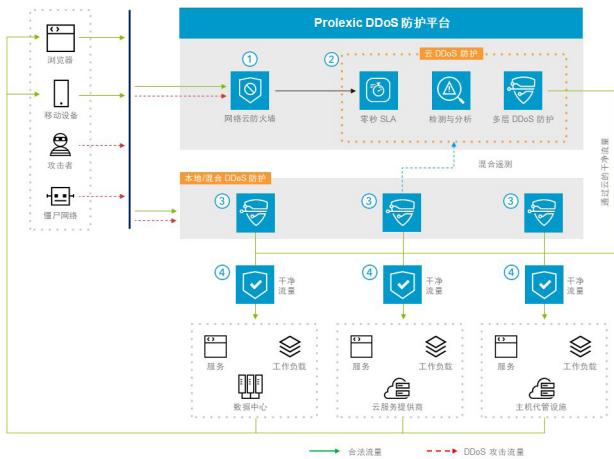 Prolexic DDoS 防护平台
浏览器
移动设备
攻击者
僵尸网络
①
网络云防火墙
②
云 DDoS 防护
零秒 SLA
检测与分析
多层 DDoS 防护
混合遥测
通过云的干净流量
本地/混合 DDoS 防护
③
③
③
④
干净
流量
④
干净
流量
④
干净
流量
服务
工作负载
数据中心
服务
工作负载
云服务提供商
服务
工作负载
主机代管设施
合法流量
DDoS 攻击流量